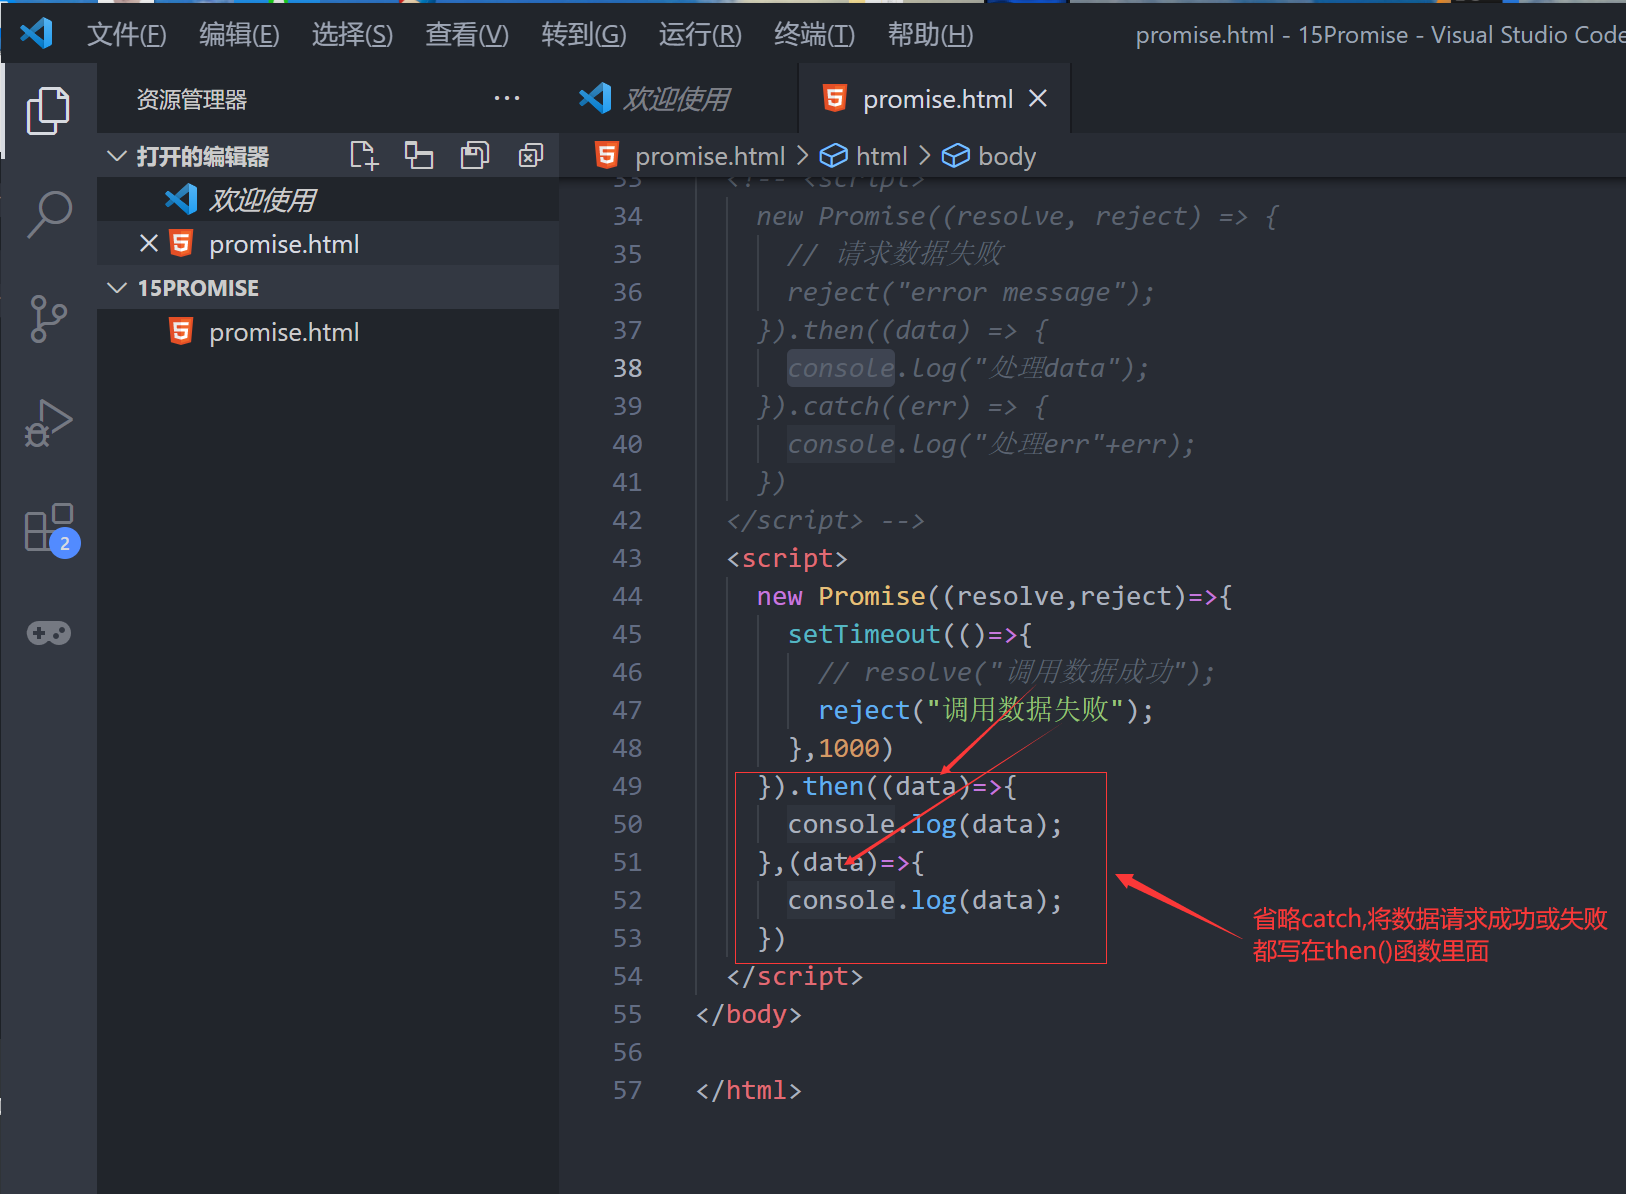 文件(F) 编辑(E) 选择(S) 查看(V) 转到(G) 运行(R) 终端(T) 帮助(H) promise.html - 15Promise - Visual Studio Code
资源管理器 ···
欢迎使用 promise.html
打开的编辑器
promise.html > html > body
欢迎使用
promise.html
15PROMISE
promise.html
2
33 <!-- <script>
34 new Promise((resolve, reject) => {
35 // 请求数据失败
36 reject("error message");
37 }).then((data) => {
38 console.log("处理data");
39 }).catch((err) => {
40 console.log("处理err"+err);
41 })
42 </script> -->
43 <script>
44 new Promise((resolve,reject)=>{
45 setTimeout(()=>{
46 // resolve("调用数据成功");
47 reject("调用数据失败");
48 },1000)
49 }).then((data)=>{
50 console.log(data);
51 },(data)=>{
52 console.log(data);
53 })
54 </script>
55 </body>
56
57 </html>
省略catch,将数据请求成功或失败
都写在then()函数里面